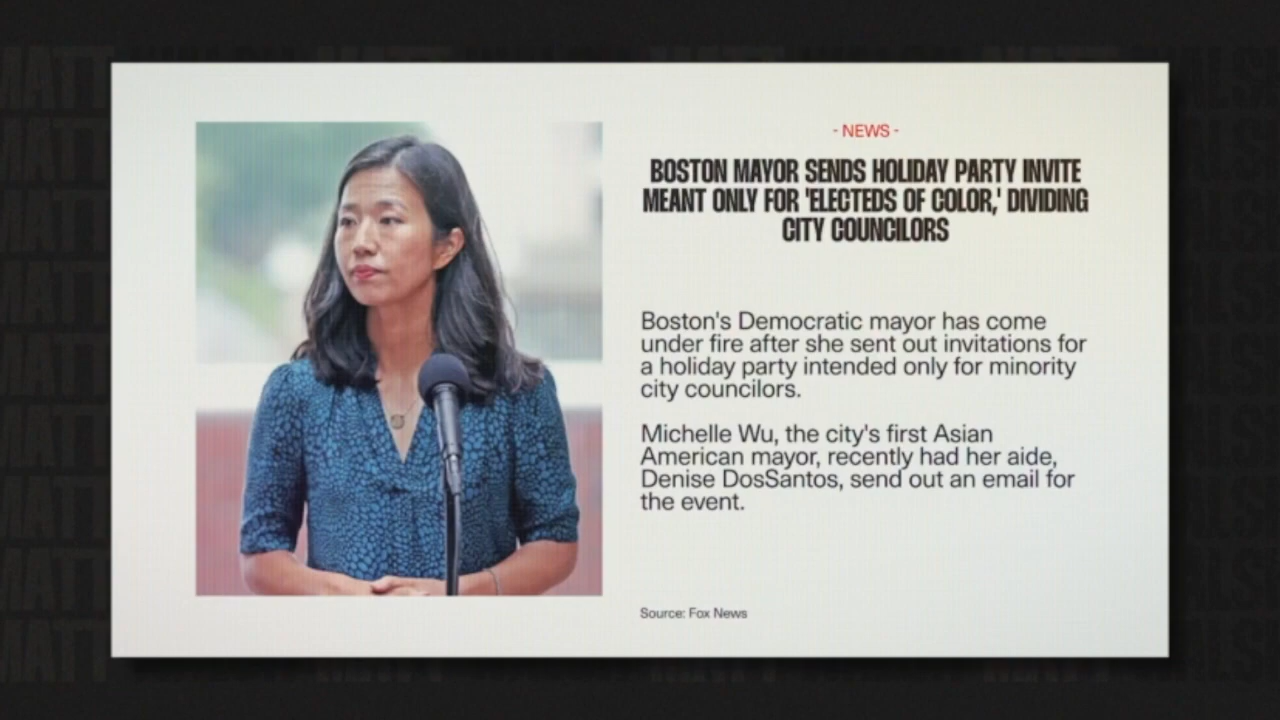 - NEWS -
BOSTON MAYOR SENDS HOLIDAY PARTY INVITE
MEANT ONLY FOR 'ELECTEDS OF COLOR,' DIVIDING
CITY COUNCILORS
Boston's Democratic mayor has come
under fire after she sent out invitations for
a holiday party intended only for minority
city councilors.
Michelle Wu, the city's first Asian
American mayor, recently had her aide,
Denise DosSantos, send out an email for
the event.
Source: Fox News